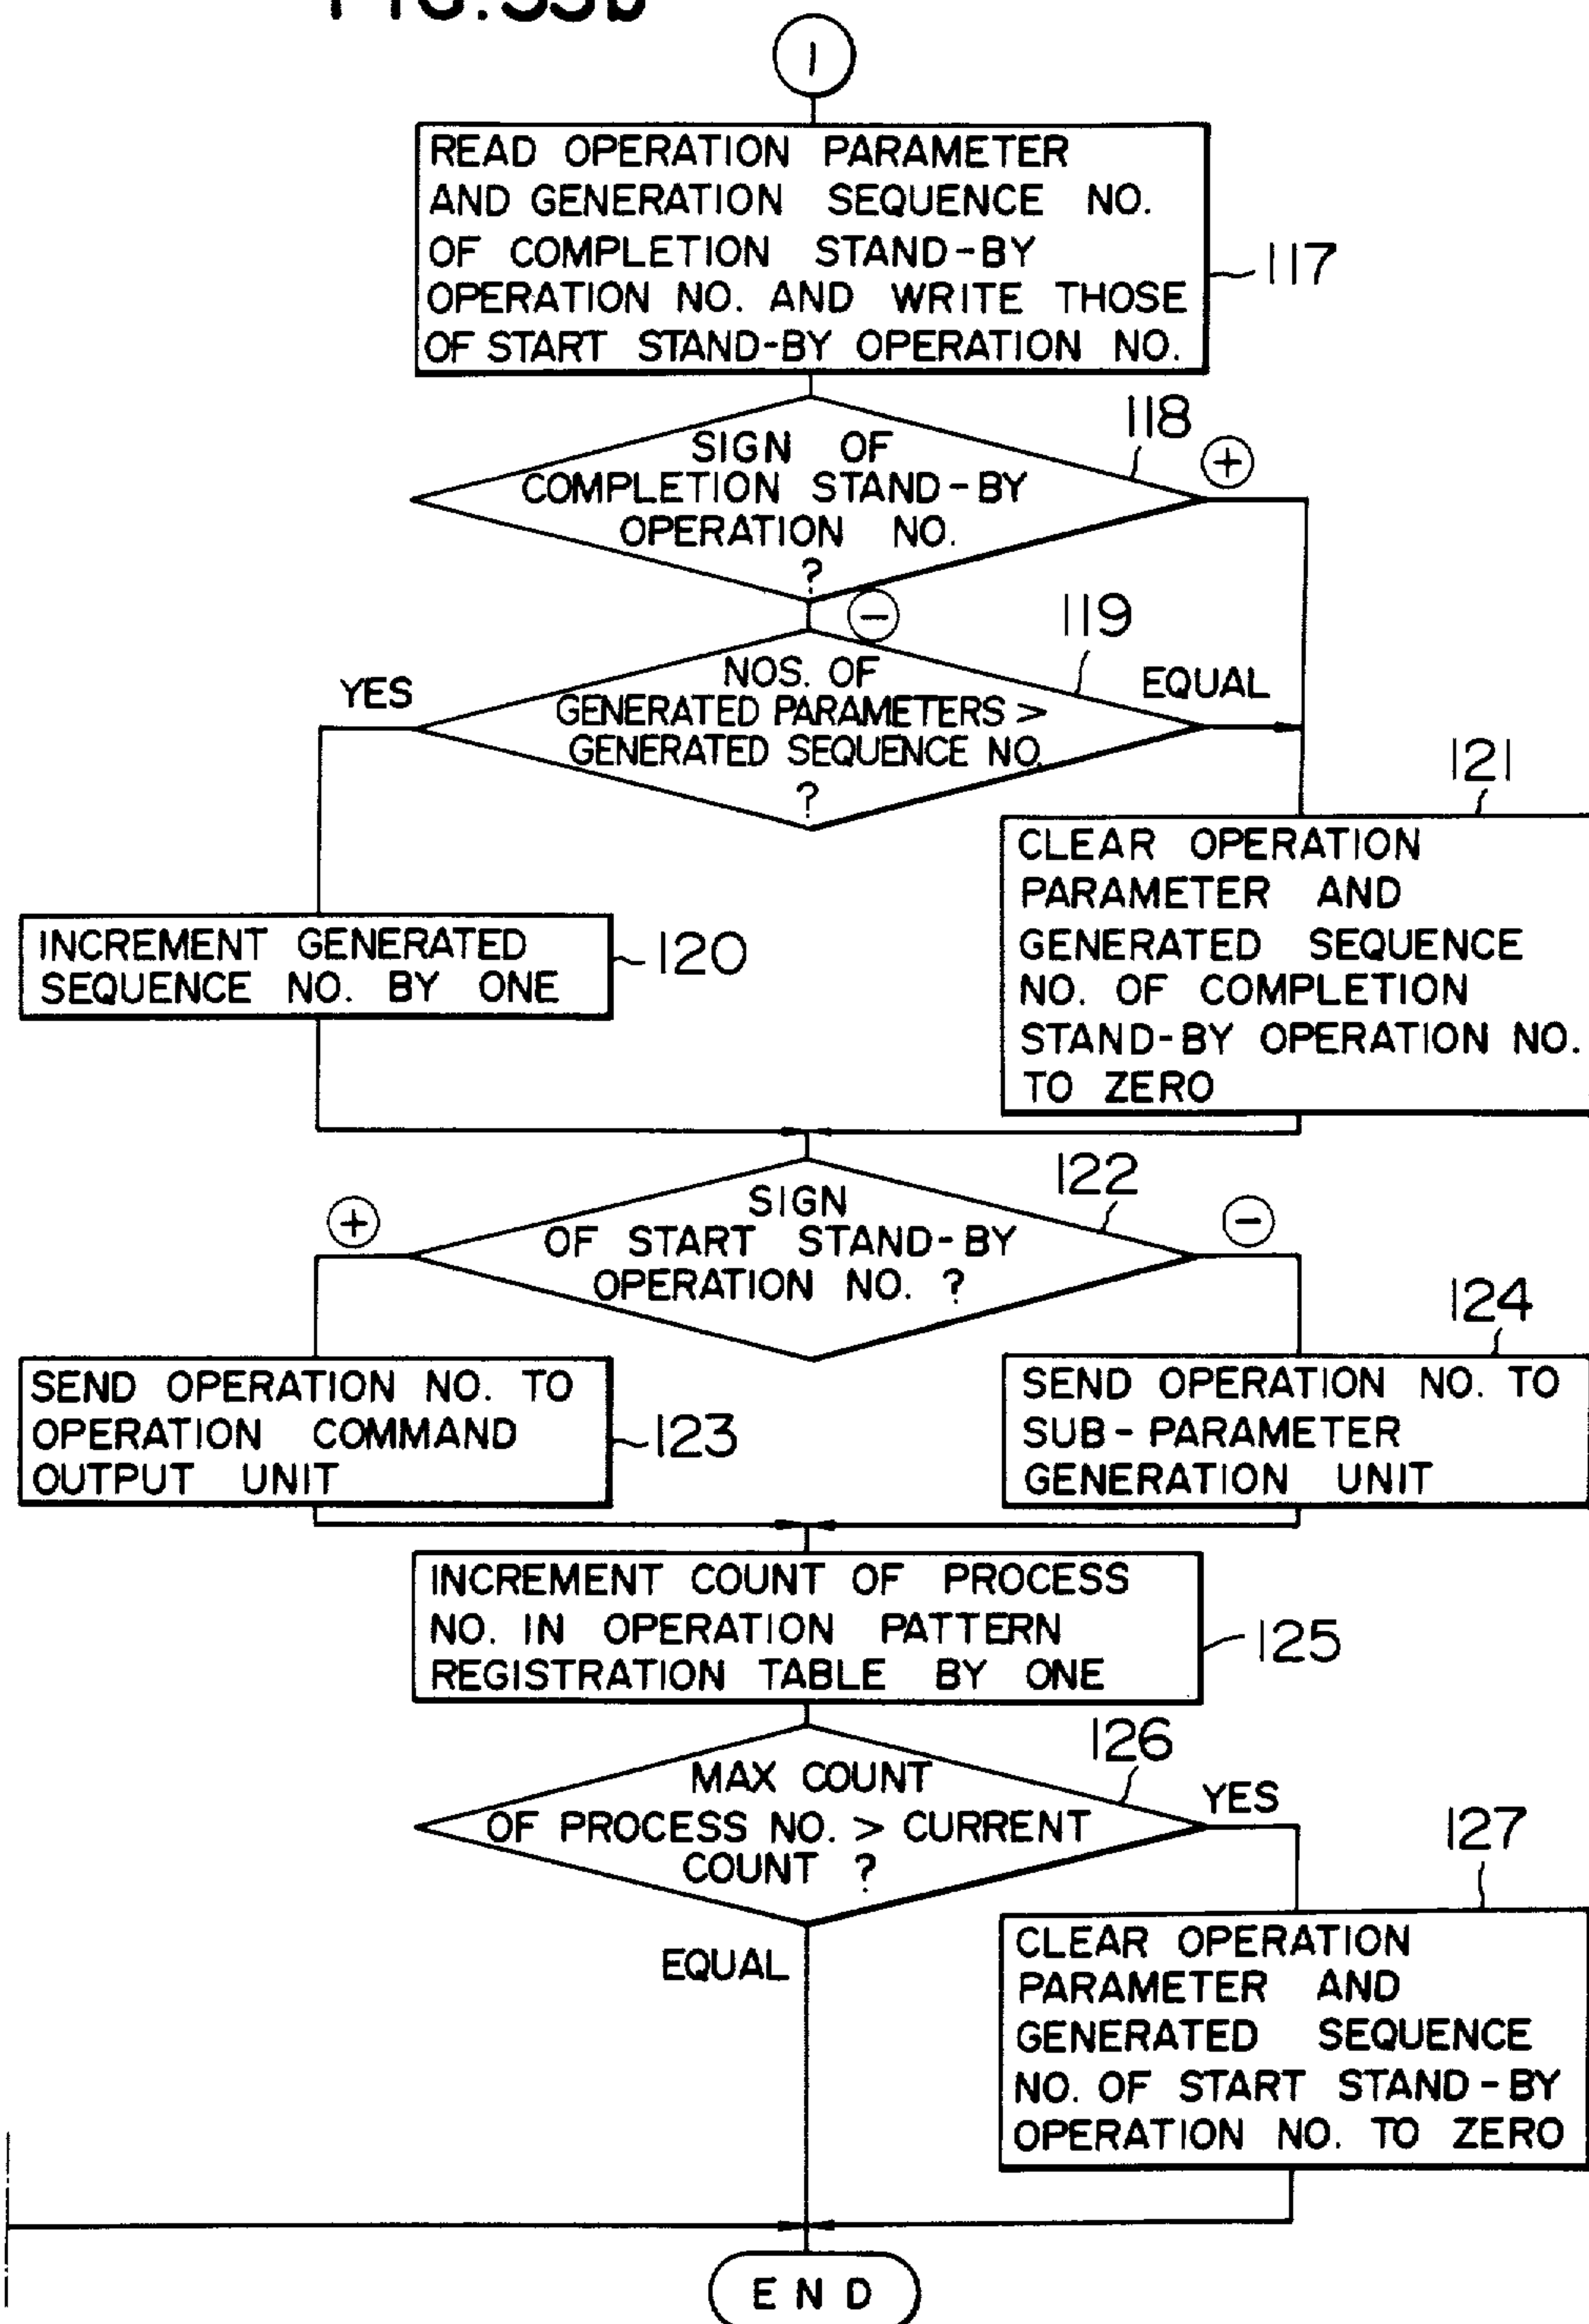 FIG. 33b
1
READ OPERATION PARAMETER
AND GENERATION SEQUENCE NO.
OF COMPLETION STAND-BY
OPERATION NO. AND WRITE THOSE
OF START STAND-BY OPERATION NO.
117
118
SIGN OF
COMPLETION STAND-BY
OPERATION NO.
?
+
−
119
NOS. OF
GENERATED PARAMETERS >
GENERATED SEQUENCE NO.
?
YES
EQUAL
121
CLEAR OPERATION
PARAMETER AND
GENERATED SEQUENCE
NO. OF COMPLETION
STAND-BY OPERATION NO.
TO ZERO
INCREMENT GENERATED
SEQUENCE NO. BY ONE
120
122
SIGN
OF START STAND-BY
OPERATION NO. ?
+
−
SEND OPERATION NO. TO
OPERATION COMMAND
OUTPUT UNIT
123
124
SEND OPERATION NO. TO
SUB-PARAMETER
GENERATION UNIT
INCREMENT COUNT OF PROCESS
NO. IN OPERATION PATTERN
REGISTRATION TABLE BY ONE
125
126
MAX COUNT
OF PROCESS NO. > CURRENT
COUNT ?
YES
EQUAL
127
CLEAR OPERATION
PARAMETER AND
GENERATED SEQUENCE
NO. OF START STAND-BY
OPERATION NO. TO ZERO
END